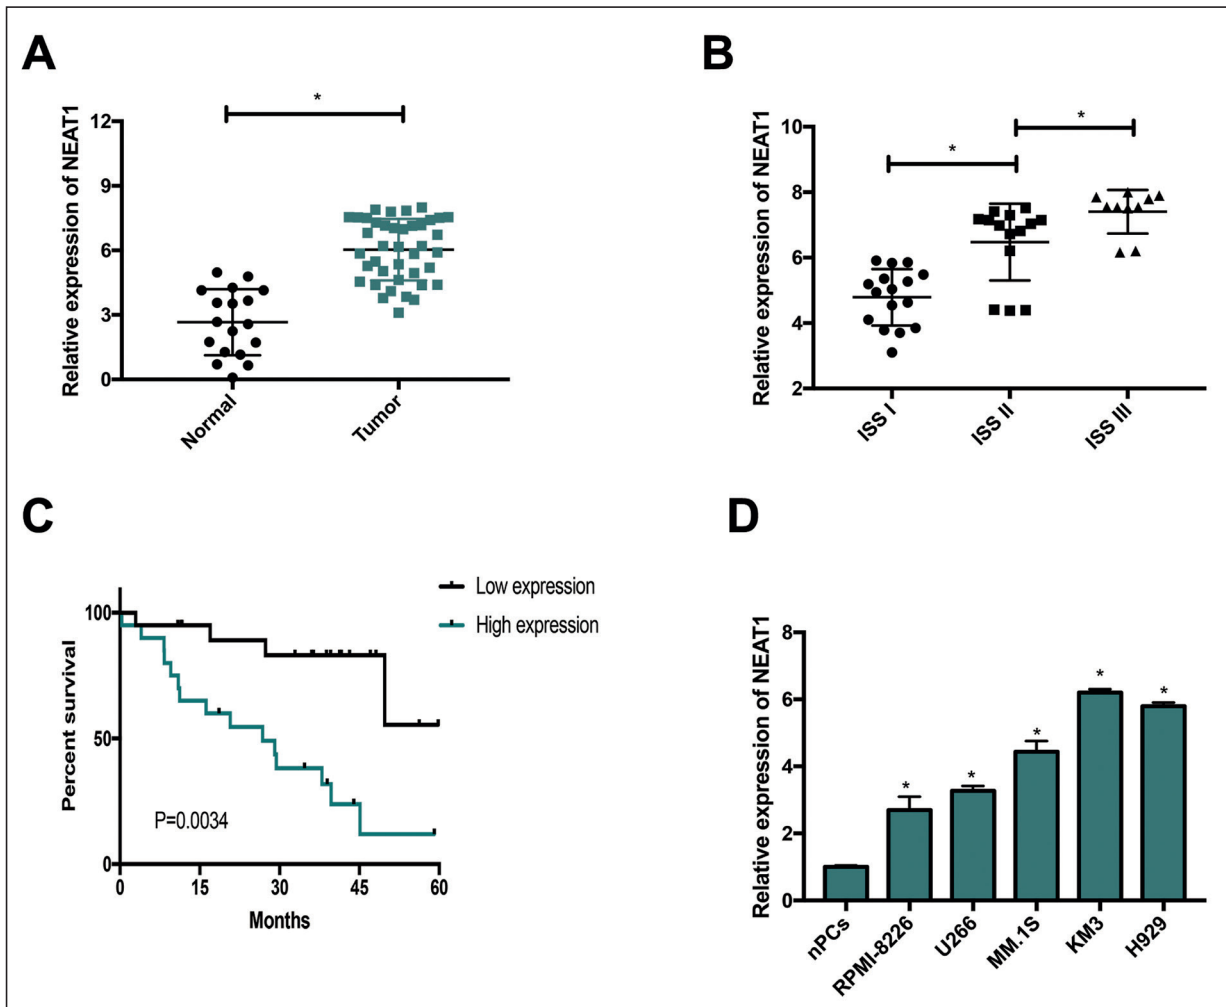 A
*
Relative expression of NEAT1
12
9
6
3
0
Normal
Tumor
B
*
*
Relative expression of NEAT1
10
8
6
4
2
ISS I
ISS II
ISS III
C
Low expression
High expression
Percent survival
100
50
0
P=0.0034
0 15 30 45 60
Months
D
Relative expression of NEAT1
8
6
4
2
0
* * * * *
nPCs
RPMI-8226
U266
MM.1S
KM3
H929